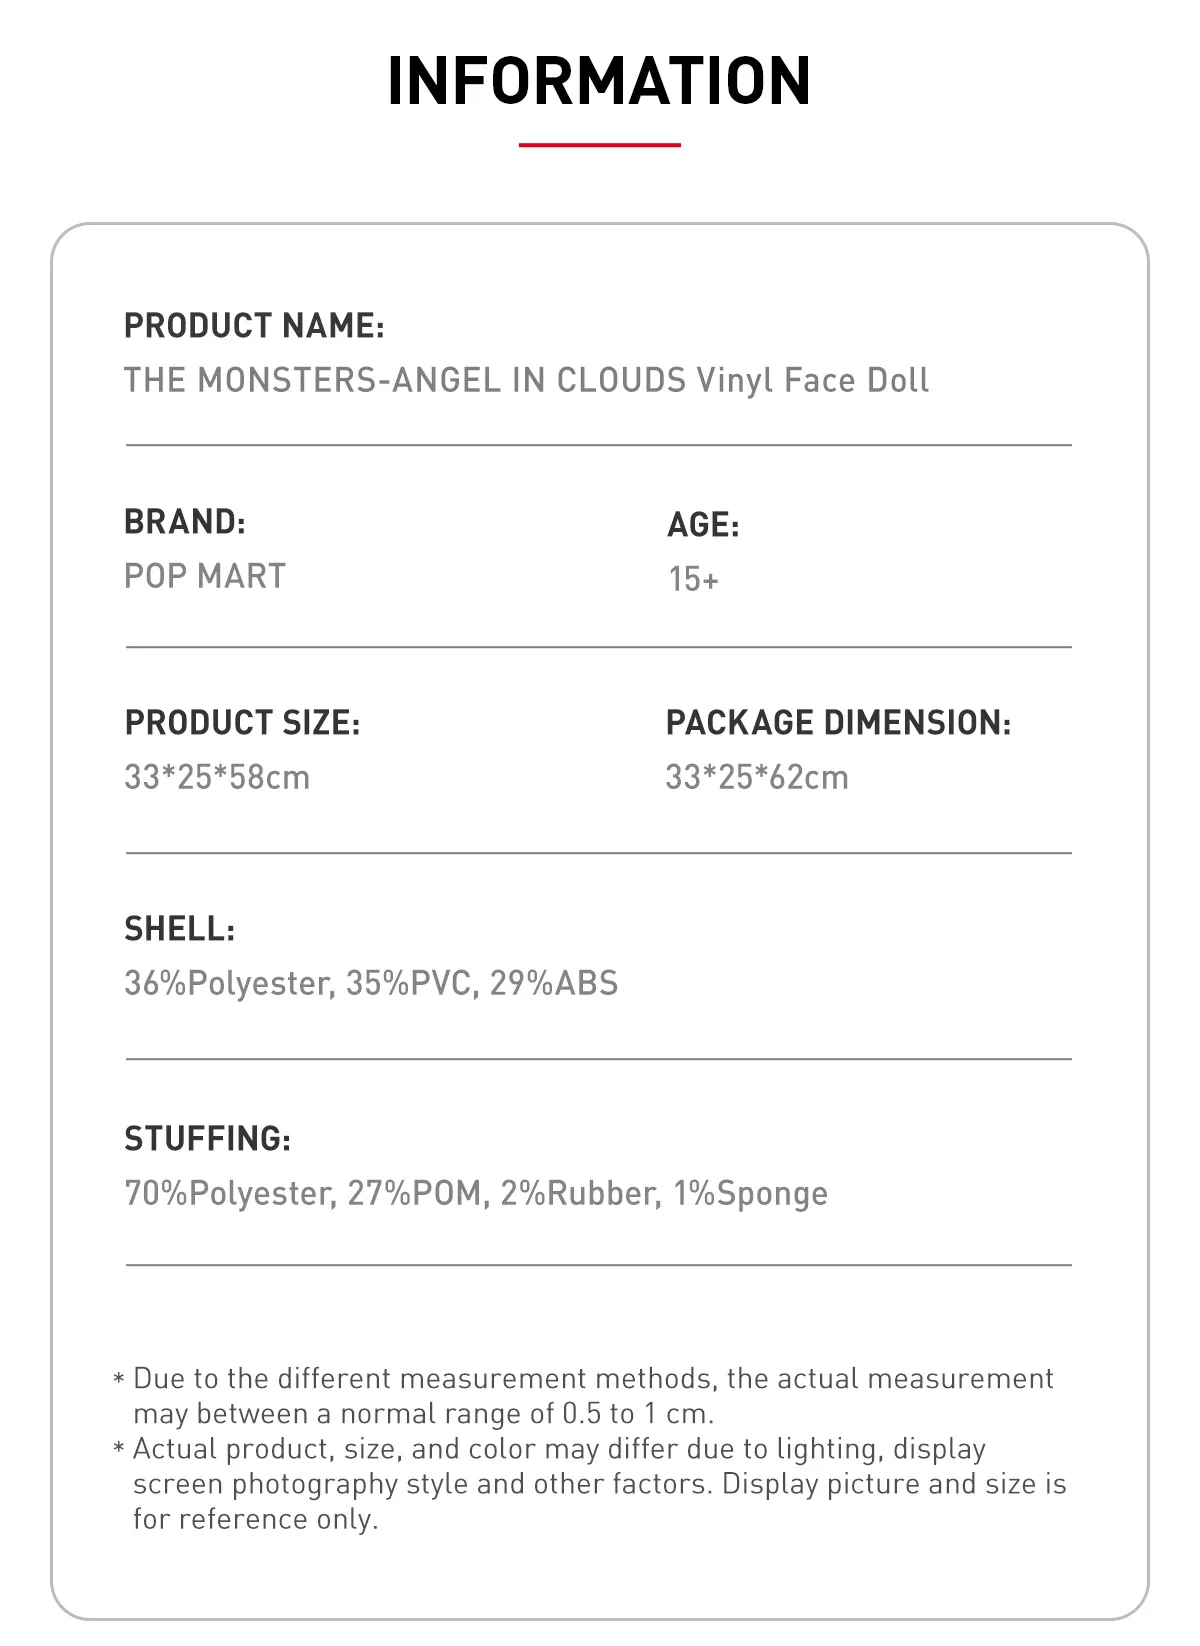 INFORMATION
PRODUCT NAME:
THE MONSTERS-ANGEL IN CLOUDS Vinyl Face Doll
BRAND:
POP MART
AGE:
15+
PRODUCT SIZE:
33*25*58cm
PACKAGE DIMENSION:
33*25*62cm
SHELL:
36%Polyester, 35%PVC, 29%ABS
STUFFING:
70%Polyester, 27%POM, 2%Rubber, 1%Sponge
* Due to the different measurement methods, the actual measurement
may between a normal range of 0.5 to 1 cm.
* Actual product, size, and color may differ due to lighting, display
screen photography style and other factors. Display picture and size is
for reference only.